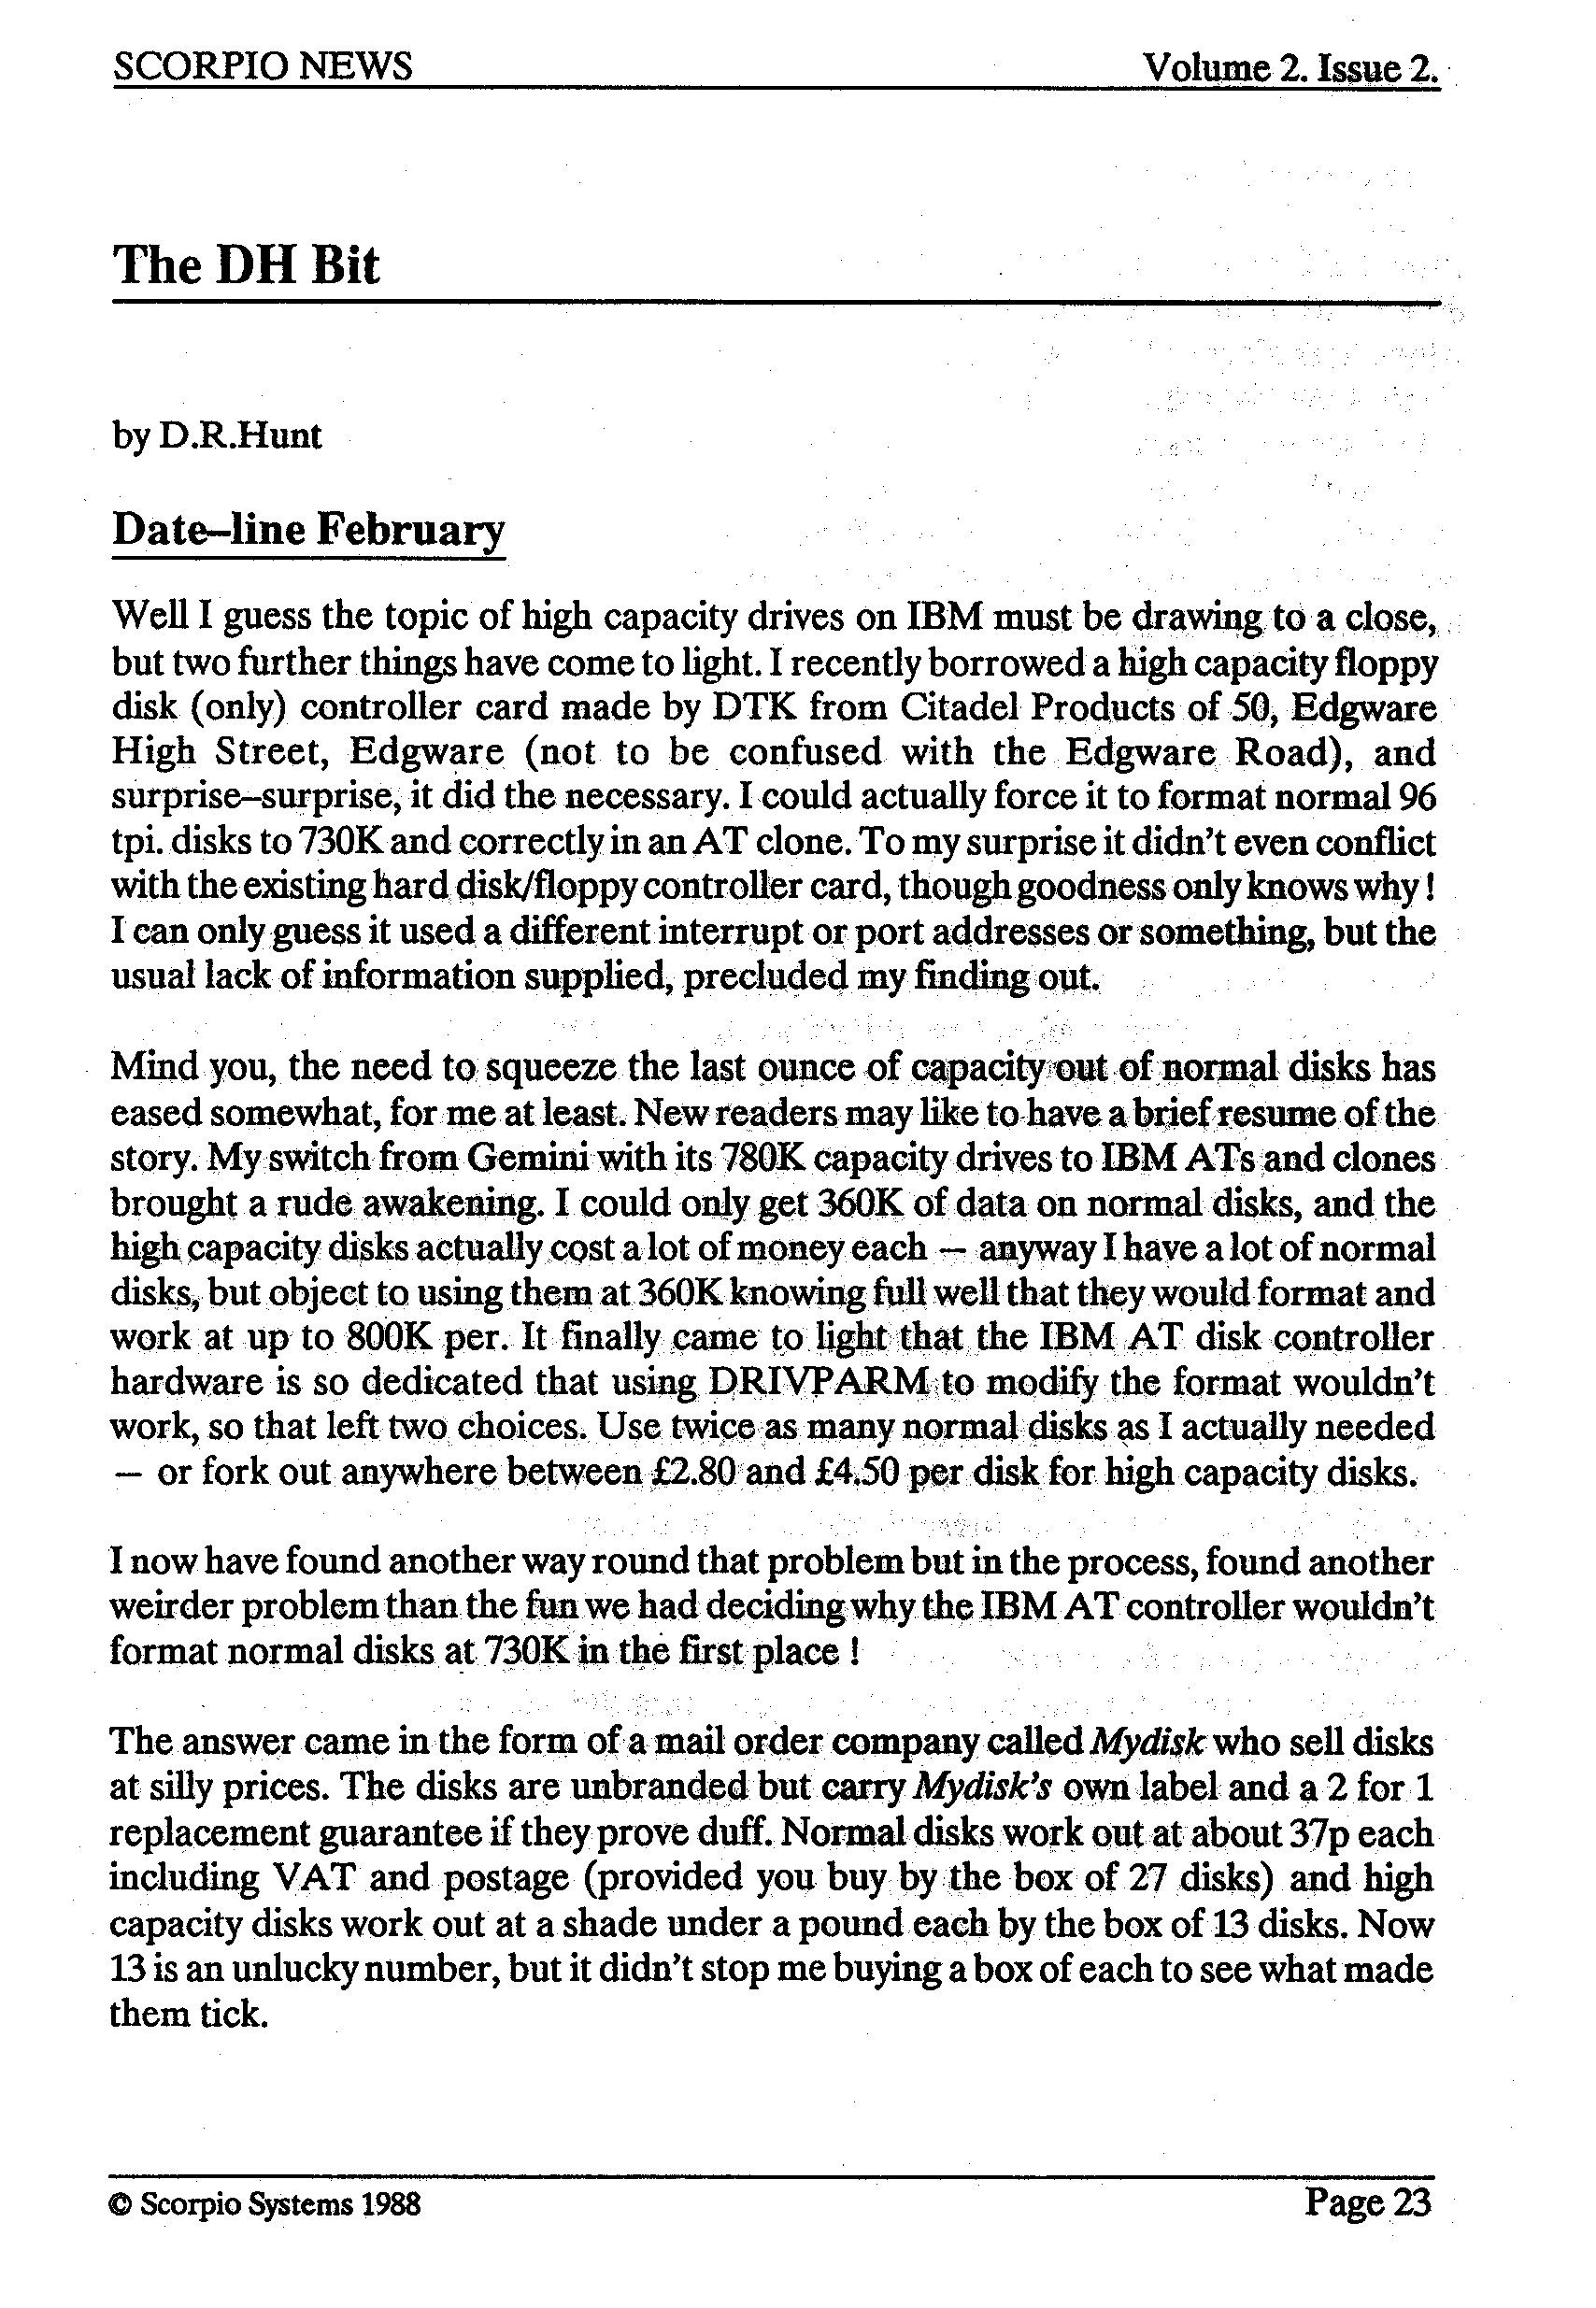 SCORPIO NEWS Volume 2. Issue 2.
The DH Bit
by D.R.Hunt
Date–line February
Well I guess the topic of high capacity drives on IBM must be drawing to a close,
but two further things have come to light. I recently borrowed a high capacity floppy
disk (only) controller card made by DTK from Citadel Products of 50, Edgware
High Street, Edgware (not to be confused with the Edgware Road), and
surprise–surprise, it did the necessary. I could actually force it to format normal 96
tpi. disks to 730K and correctly in an AT clone. To my surprise it didn't even conflict
with the existing hard disk/floppy controller card, though goodness only knows why !
I can only guess it used a different interrupt or port addresses or something, but the
usual lack of information supplied, precluded my finding out.
Mind you, the need to squeeze the last ounce of capacity out of normal disks has
eased somewhat, for me at least. New readers may like to have a brief resume of the
story. My switch from Gemini with its 780K capacity drives to IBM ATs and clones
brought a rude awakening. I could only get 360K of data on normal disks, and the
high capacity disks actually cost a lot of money each – anyway I have a lot of normal
disks, but object to using them at 360K knowing full well that they would format and
work at up to 800K per. It finally came to light that the IBM AT disk controller
hardware is so dedicated that using DRIVPARM to modify the format wouldn't
work, so that left two choices. Use twice as many normal disks as I actually needed
– or fork out anywhere between £2.80 and £4.50 per disk for high capacity disks.
I now have found another way round that problem but in the process, found another
weirder problem than the fun we had deciding why the IBM AT controller wouldn't
format normal disks at 730K in the first place !
The answer came in the form of a mail order company called Mydisk who sell disks
at silly prices. The disks are unbranded but carry Mydisk's own label and a 2 for 1
replacement guarantee if they prove duff. Normal disks work out at about 37p each
including VAT and postage (provided you buy by the box of 27 disks) and high
capacity disks work out at a shade under a pound each by the box of 13 disks. Now
13 is an unlucky number, but it didn't stop me buying a box of each to see what made
them tick.
© Scorpio Systems 1988 Page 23